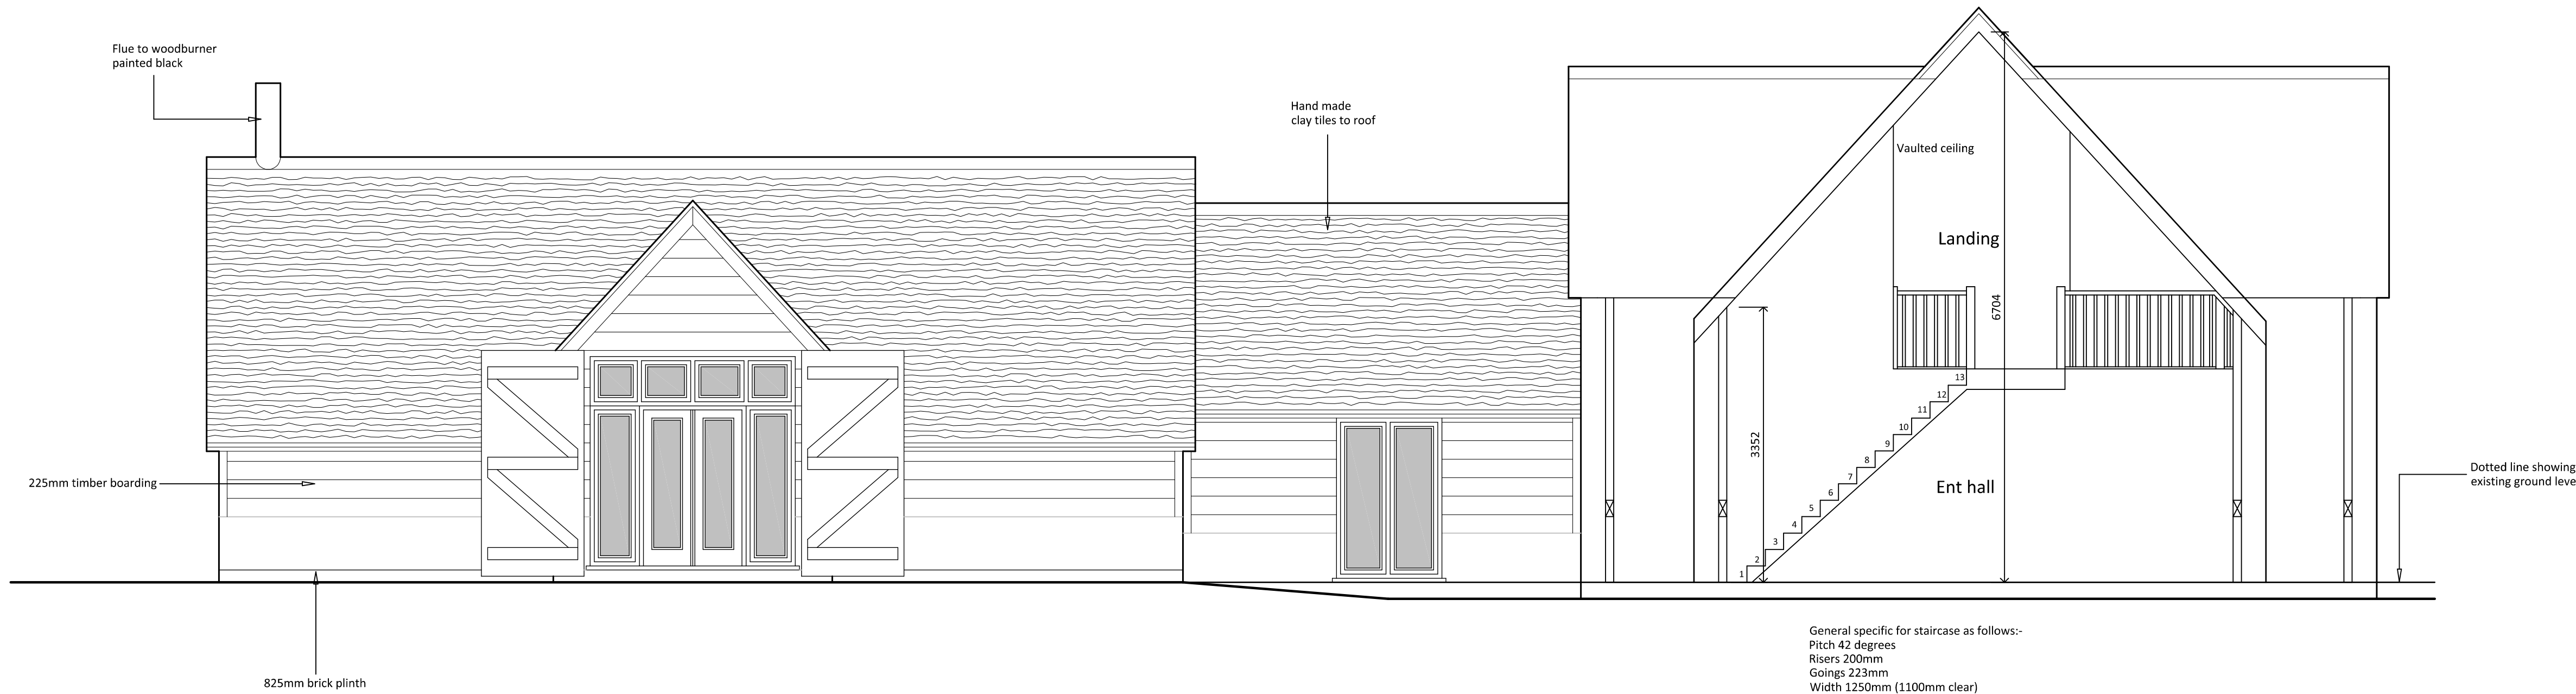 Flue to woodburner
painted black
Hand made
clay tiles to roof
Vaulted ceiling
Landing
6704
3352
13
12
11
10
9
8
7
6
5
4
3
2
1
Ent hall
225mm timber boarding
Dotted line showing
existing ground leve
825mm brick plinth
General specific for staircase as follows:-
Pitch 42 degrees
Risers 200mm
Goings 223mm
Width 1250mm (1100mm clear)